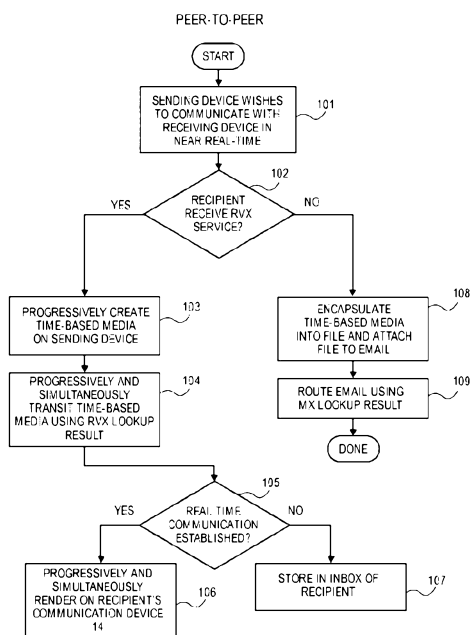 PEER-TO-PEER
START
SENDING DEVICE WISHES
TO COMMUNICATE WITH
RECEIVING DEVICE IN
NEAR REAL-TIME
101
102
RECIPIENT
RECEIVE RVX
SERVICE?
YES
NO
PROGRESSIVELY CREATE
TIME-BASED MEDIA
ON SENDING DEVICE
103
PROGRESSIVELY AND
SIMULTANEOUSLY
TRANSIT TIME-BASED
MEDIA USING RVX LOOKUP
RESULT
104
ENCAPSULATE
TIME-BASED MEDIA
INTO FILE AND ATTACH
FILE TO EMAIL
108
ROUTE EMAIL USING
MX LOOKUP RESULT
109
DONE
105
REAL TIME
COMMUNICATION
ESTABLISHED?
YES
NO
PROGRESSIVELY AND
SIMULTANEOUSLY
RENDER ON RECIPIENT'S
COMMUNICATION DEVICE
14
106
STORE IN INBOX OF
RECIPIENT
107